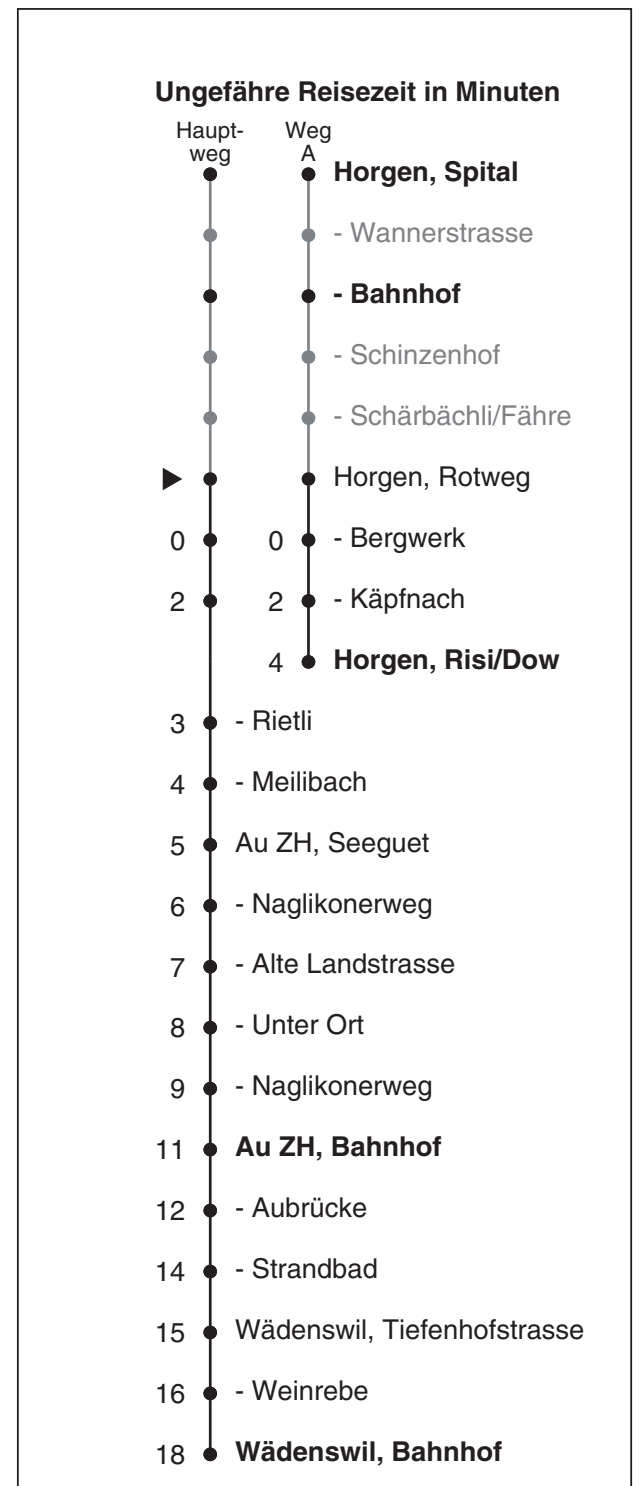 Ungefähre Reisezeit in Minuten
Haupt- Weg
weg A
Horgen, Spital
- Wannerstrasse
- Bahnhof
- Schinzenhof
- Schärbächli/Fähre
Horgen, Rotweg
0 0 - Bergwerk
2 2 - Käpfnach
4 Horgen, Risi/Dow
3 - Rietli
4 - Meilibach
5 Au ZH, Seeguet
6 - Naglikonerweg
7 - Alte Landstrasse
8 - Unter Ort
9 - Naglikonerweg
11 Au ZH, Bahnhof
12 - Aubrücke
14 - Strandbad
15 Wädenswil, Tiefenhofstrasse
16 - Weinrebe
18 Wädenswil, Bahnhof